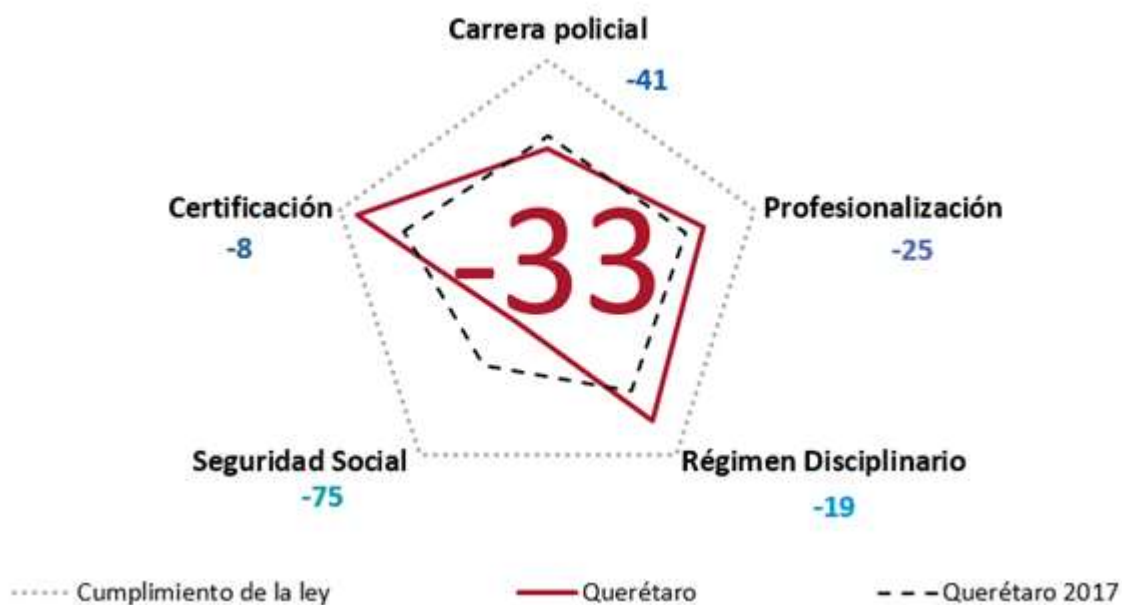 Carrera policial
-41
Certificación
-8
Profesionalización
-25
-33
Seguridad Social
-75
Régimen Disciplinario
-19
Cumplimiento de la ley
Querétaro
Querétaro 2017